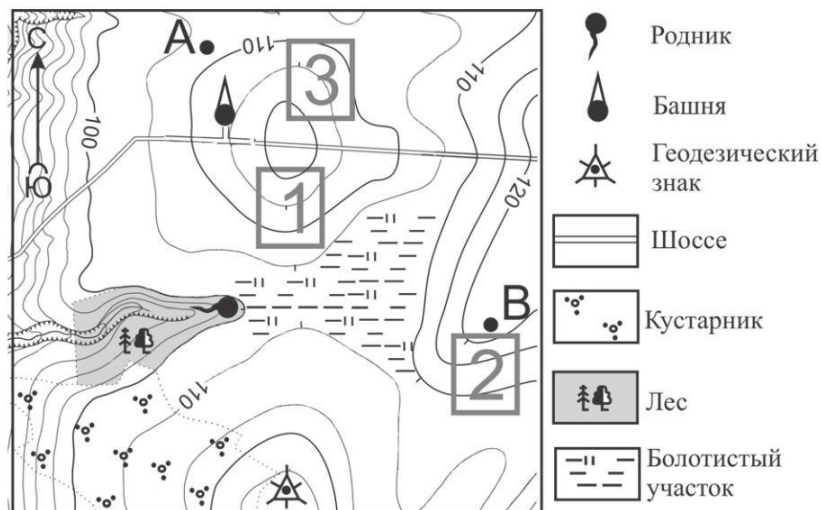 С
Ю
А
В
110
110
120
100
110
1
2
3
Родник
Башня
Геодезический
знак
Шоссе
Кустарник
Лес
Болотистый
участок